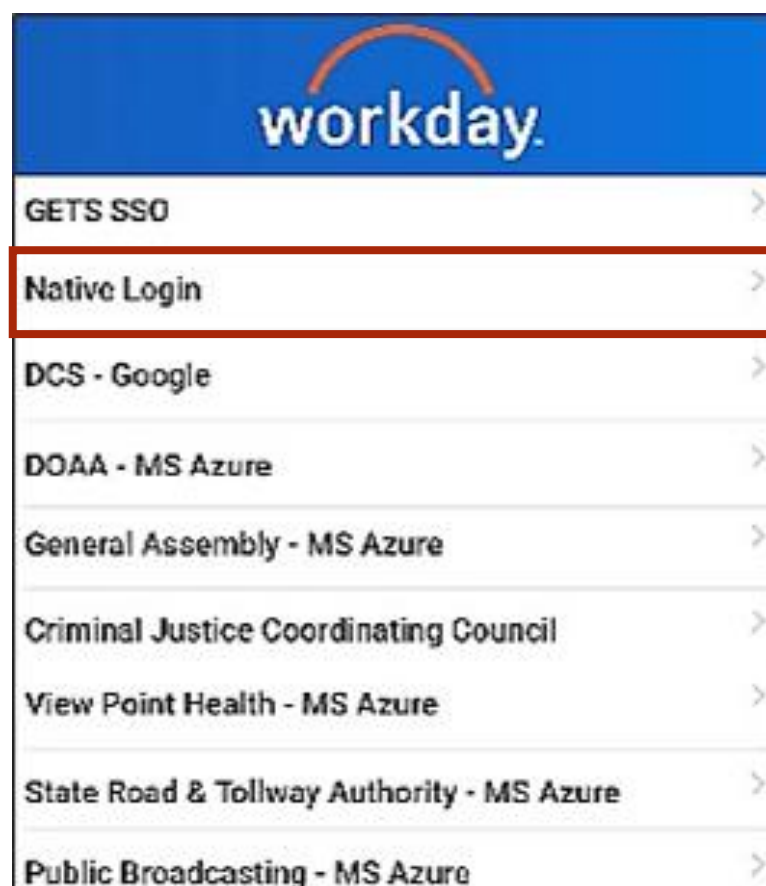 workday.
GETS SSO
Native Login
DCS - Google
DOAA - MS Azure
General Assembly - MS Azure
Criminal Justice Coordinating Council
View Point Health - MS Azure
State Road & Tollway Authority - MS Azure
Public Broadcasting - MS Azure